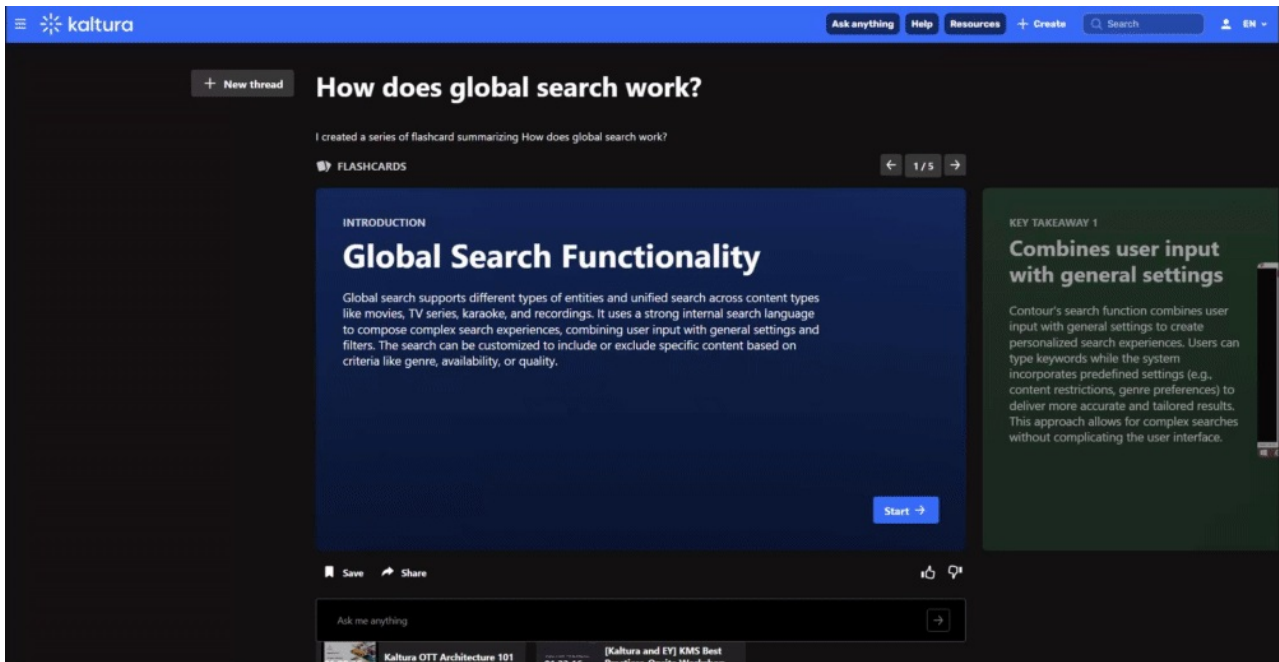 kaltura
Ask anything
Help
Resources
+ Create
Search
EN
+ New thread
How does global search work?
I created a series of flashcard summarizing How does global search work?
FLASHCARDS
1 / 5
INTRODUCTION
Global Search Functionality
Global search supports different types of entities and unified search across content types
like movies, TV series, karaoke, and recordings. It uses a strong internal search language
to compose complex search experiences, combining user input with general settings and
filters. The search can be customized to include or exclude specific content based on
criteria like genre, availability, or quality.
Start →
KEY TAKEAWAY 1
Combines user input
with general settings
Contour's search function combines user
input with general settings to create
personalized search experiences. Users can
type keywords while the system
incorporates predefined settings (e.g.,
content restrictions, genre preferences) to
deliver more accurate and tailored results.
This approach allows for complex searches
without complicating the user interface.
Save
Share
Ask me anything
Kaltura OTT Architecture 101
[Kaltura and EY] KMS Best